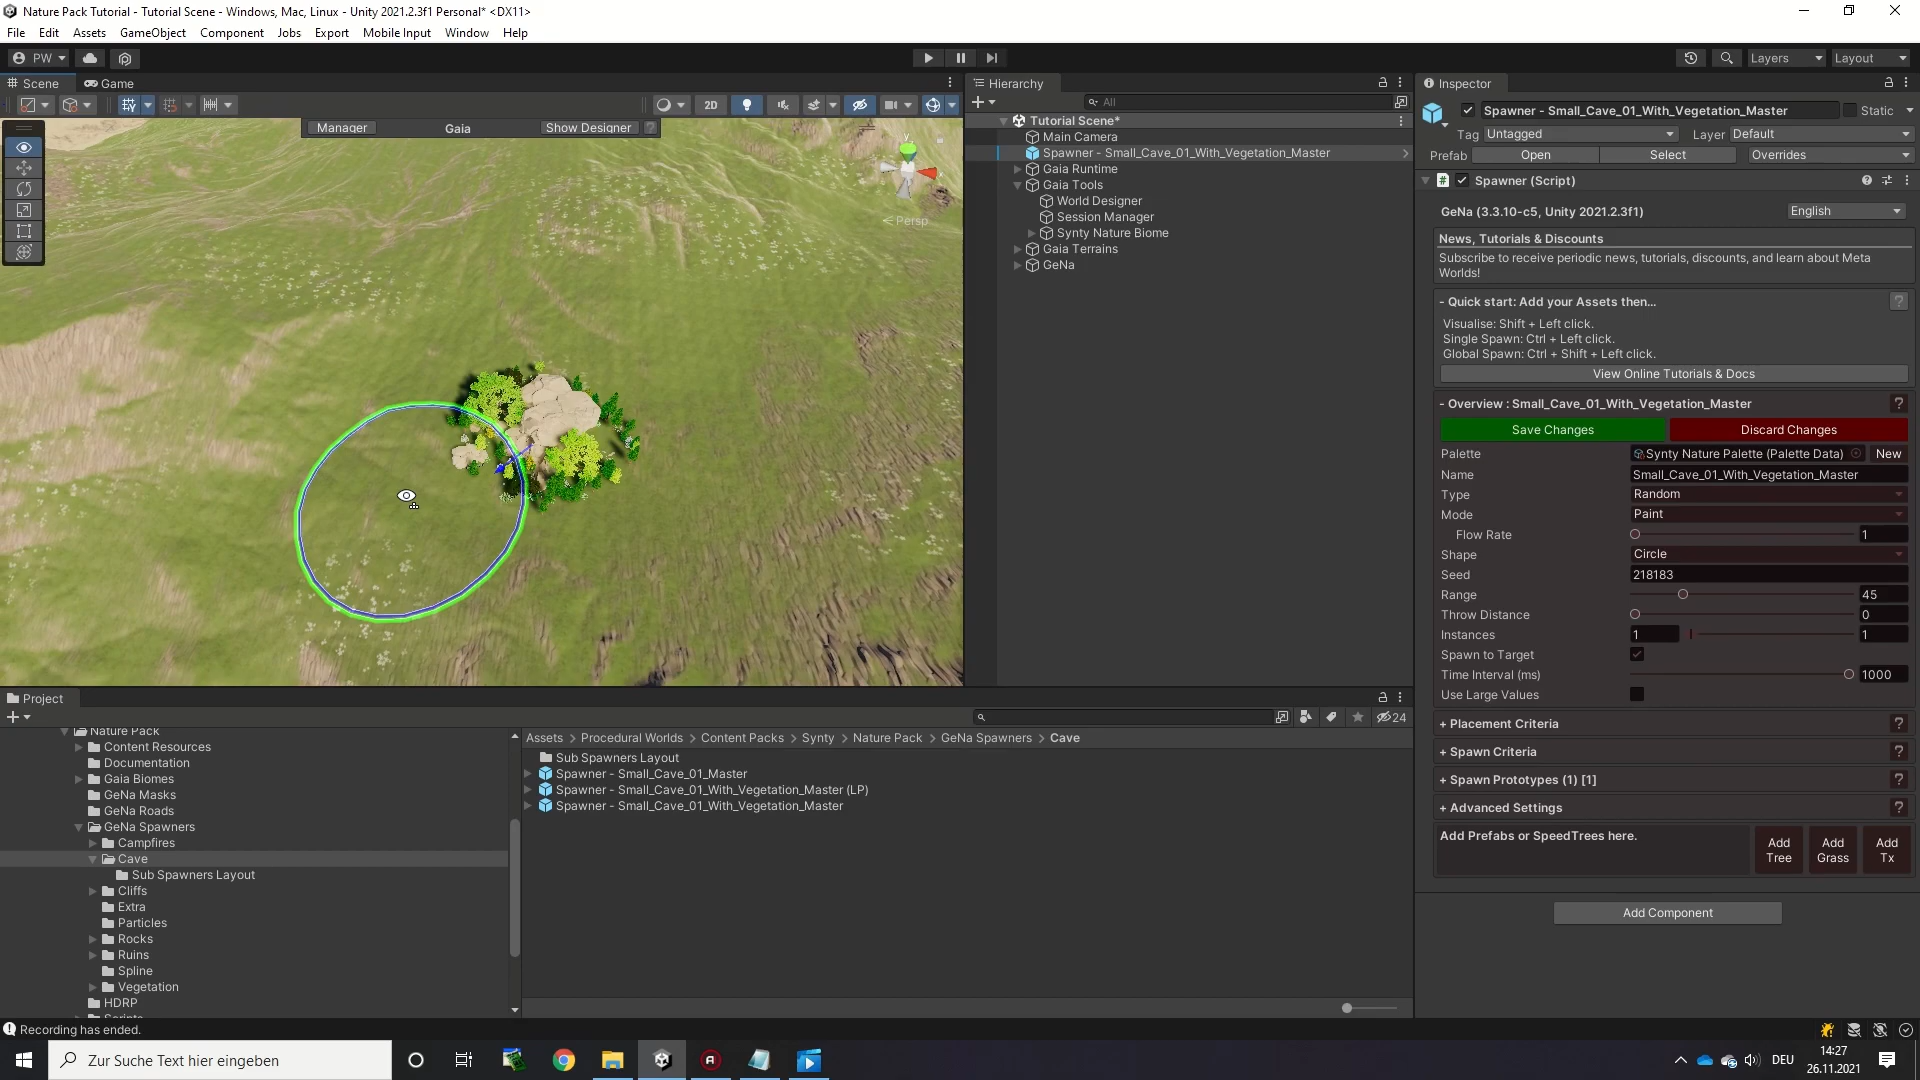 Nature Pack Tutorial - Tutorial Scene - Windows, Mac, Linux - Unity 2021.2.3f1 Personal* <DX11>
File Edit Assets GameObject Component Jobs Export Mobile Input Window Help
PW
Layers
Layout
Scene
Game
2D
Manager
Gaia
Show Designer
y
x
Persp
Hierarchy
All
Tutorial Scene*
Main Camera
Spawner - Small_Cave_01_With_Vegetation_Master
Gaia Runtime
Gaia Tools
World Designer
Session Manager
Synty Nature Biome
Gaia Terrains
GeNa
Inspector
Spawner - Small_Cave_01_With_Vegetation_Master
Static
Tag Untagged
Layer Default
Prefab Open Select Overrides
Spawner (Script)
GeNa (3.3.10-c5, Unity 2021.2.3f1)
English
News, Tutorials & Discounts
Subscribe to receive periodic news, tutorials, discounts, and learn about Meta
Worlds!
- Quick start: Add your Assets then...
?
Visualise: Shift + Left click.
Single Spawn: Ctrl + Left click.
Global Spawn: Ctrl + Shift + Left click.
View Online Tutorials & Docs
- Overview : Small_Cave_01_With_Vegetation_Master
?
Save Changes
Discard Changes
Palette Synty Nature Palette (Palette Data) New
Name Small_Cave_01_With_Vegetation_Master
Type Random
Mode Paint
Flow Rate 1
Shape Circle
Seed 218183
Range 45
Throw Distance 0
Instances 1 1
Spawn to Target
Time Interval (ms) 1000
Use Large Values
+ Placement Criteria ?
+ Spawn Criteria ?
+ Spawn Prototypes (1) [1] ?
+ Advanced Settings ?
Add Prefabs or SpeedTrees here.
Add
Tree
Add
Grass
Add
Tx
Add Component
Project
24
Nature Pack
Content Resources
Documentation
Gaia Biomes
GeNa Masks
GeNa Roads
GeNa Spawners
Campfires
Cave
Sub Spawners Layout
Cliffs
Extra
Particles
Rocks
Ruins
Spline
Vegetation
HDRP
Scripts
Assets > Procedural Worlds > Content Packs > Synty > Nature Pack > GeNa Spawners > Cave
Sub Spawners Layout
Spawner - Small_Cave_01_Master
Spawner - Small_Cave_01_With_Vegetation_Master (LP)
Spawner - Small_Cave_01_With_Vegetation_Master
Recording has ended.
Zur Suche Text hier eingeben
DEU
14:27
26.11.2021